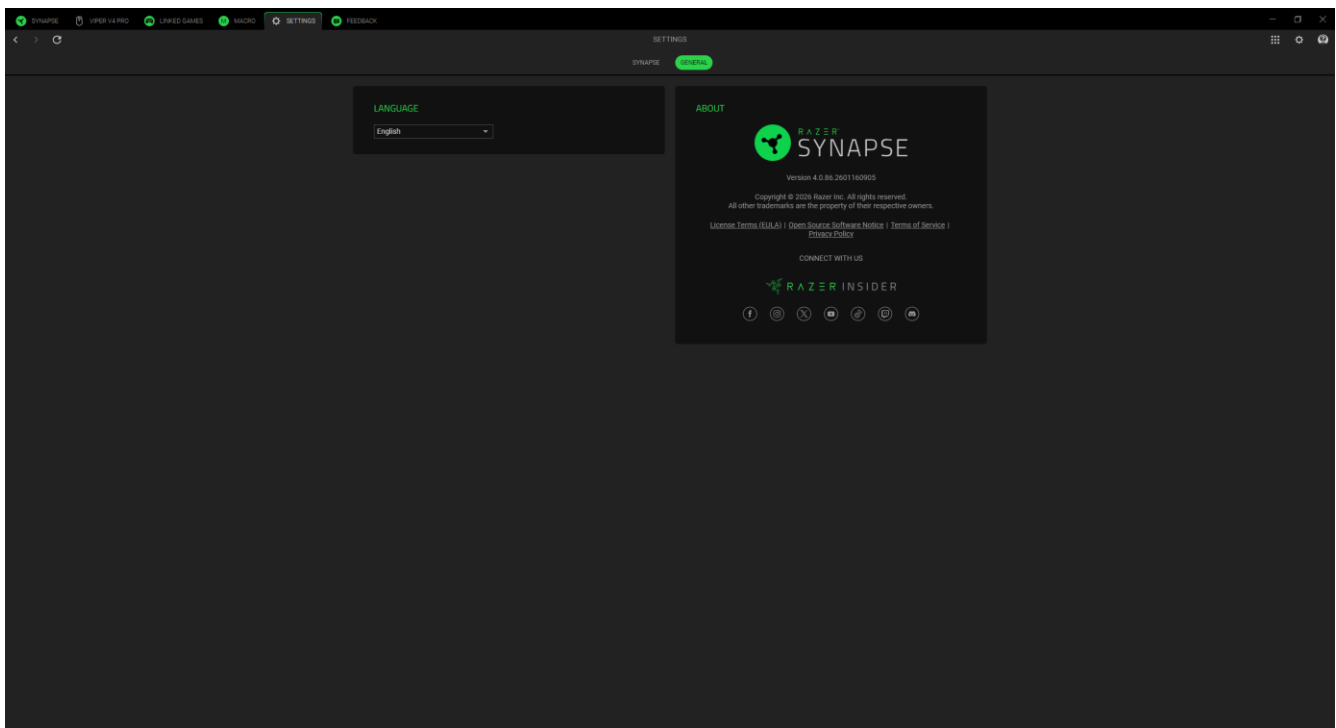 SYNAPSE VIPER V4 PRO LINKED GAMES MACRO SETTINGS FEEDBACK
SETTINGS
SYNAPSE GENERAL
LANGUAGE
English
ABOUT
RAZER
SYNAPSE
Version 4.0.86.2601160905
Copyright © 2026 Razer Inc. All rights reserved.
All other trademarks are the property of their respective owners.
License Terms (EULA) | Open Source Software Notice | Terms of Service |
Privacy Policy
CONNECT WITH US
RAZER INSIDER